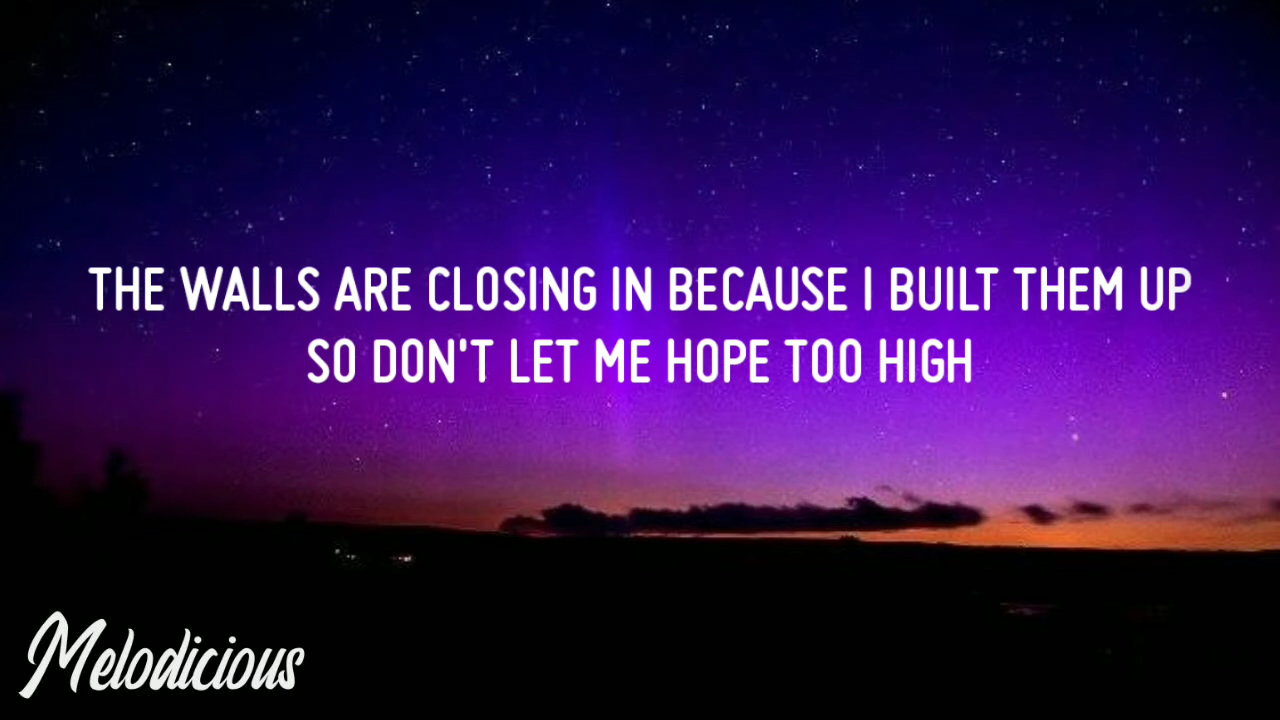 THE WALLS ARE CLOSING IN BECAUSE I BUILT THEM UP
SO DON'T LET ME HOPE TOO HIGH
Melodicious